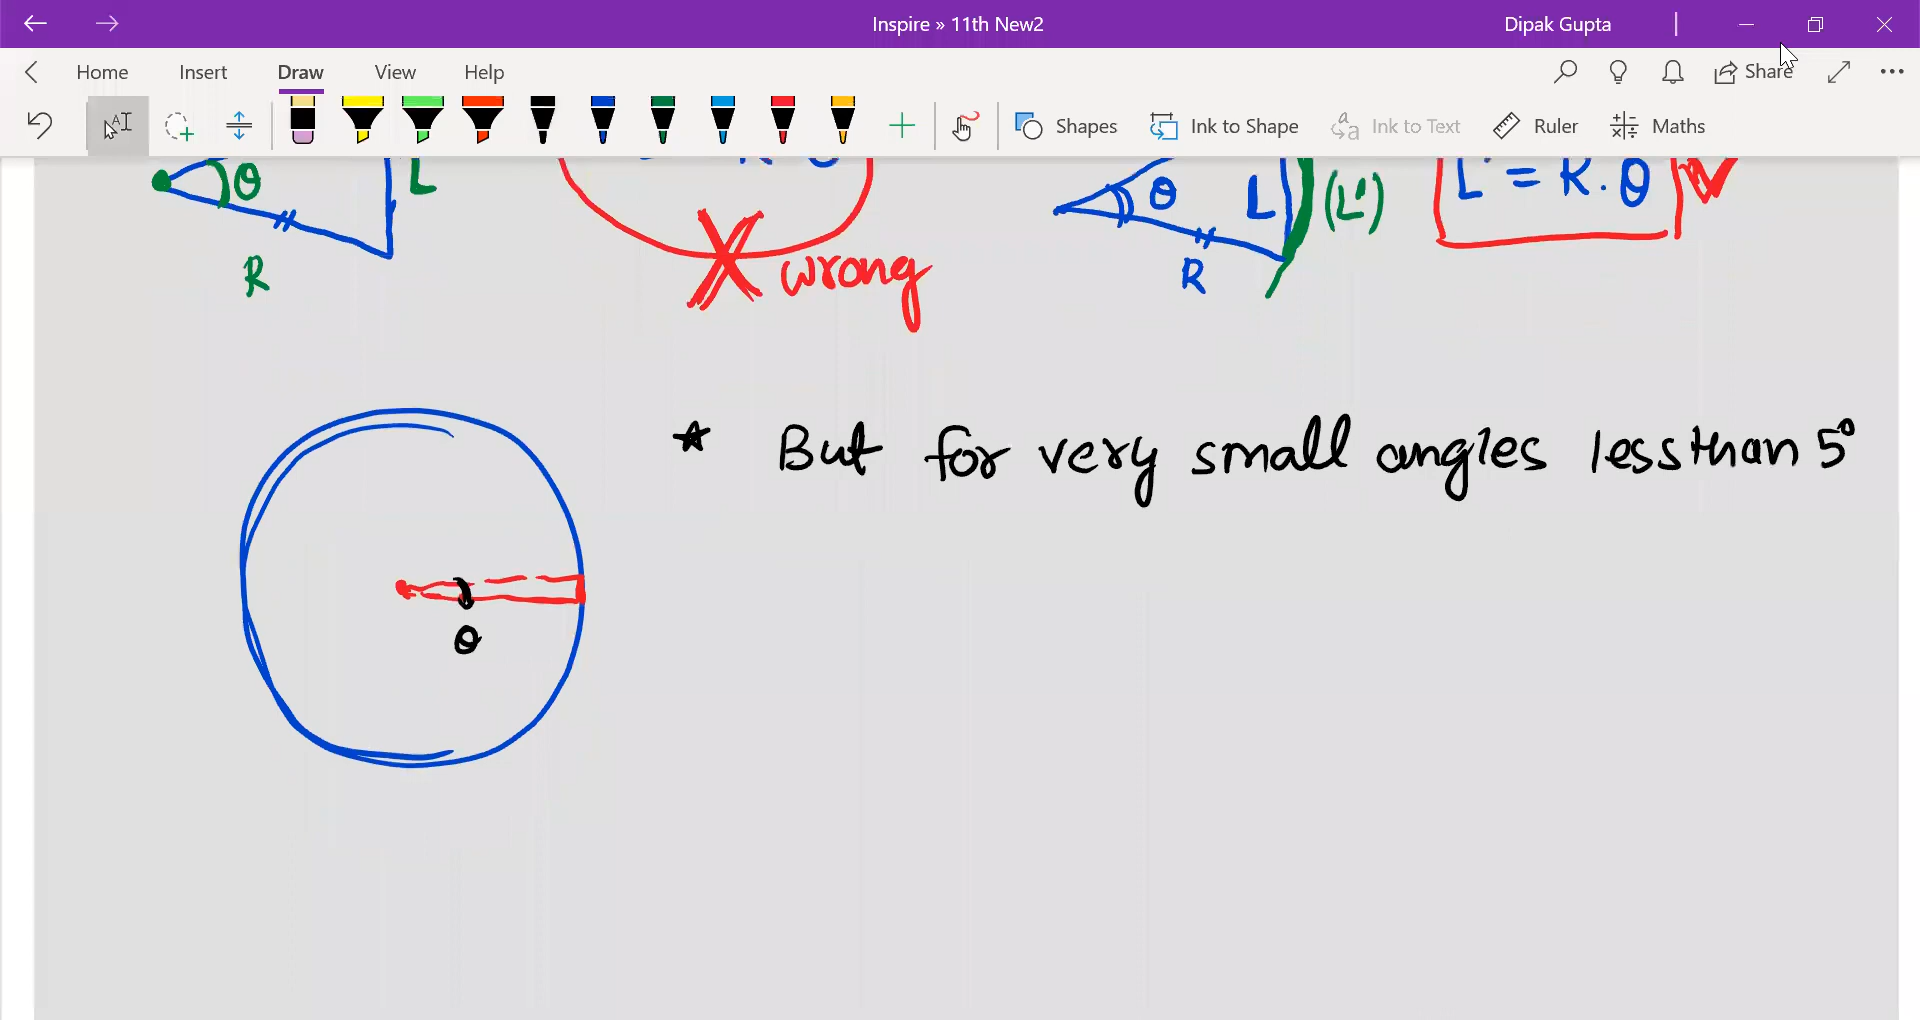 Inspire » 11th New2
Dipak Gupta
Home Insert Draw View Help
Share
Shapes
Ink to Shape
Ink to Text
Ruler
Maths
θ L
R
wrong
θ L (L')
R
L' = R . θ
* But for very small angles less than 5°
θ